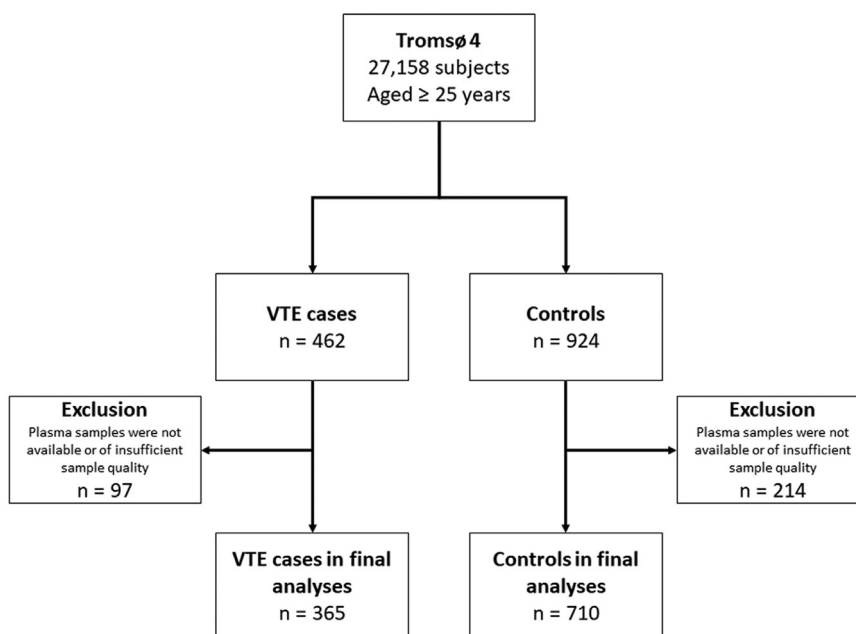 Tromsø 4
27,158 subjects
Aged ≥ 25 years
VTE cases
n = 462
Controls
n = 924
Exclusion
Plasma samples were not
available or of insufficient
sample quality
n = 97
Exclusion
Plasma samples were not
available or of insufficient
sample quality
n = 214
VTE cases in final
analyses
n = 365
Controls in final
analyses
n = 710